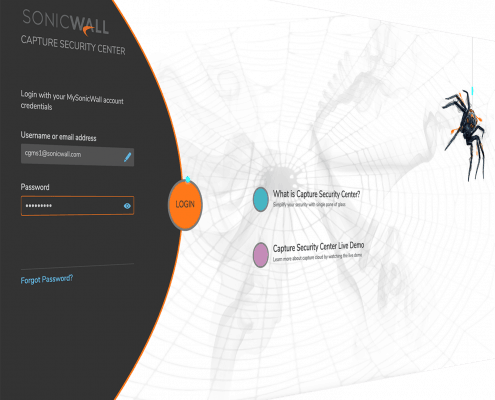 SONICWALL
CAPTURE SECURITY CENTER
Login with your MySonicWall account
credentials
Username or email address
cgms1@sonicwall.com
Password
•••••••••
LOGIN
Forgot Password?
What is Capture Security Center?
Simplify your security with single pane of glass
Capture Security Center Live Demo
Learn more about capture cloud by watching the live demo